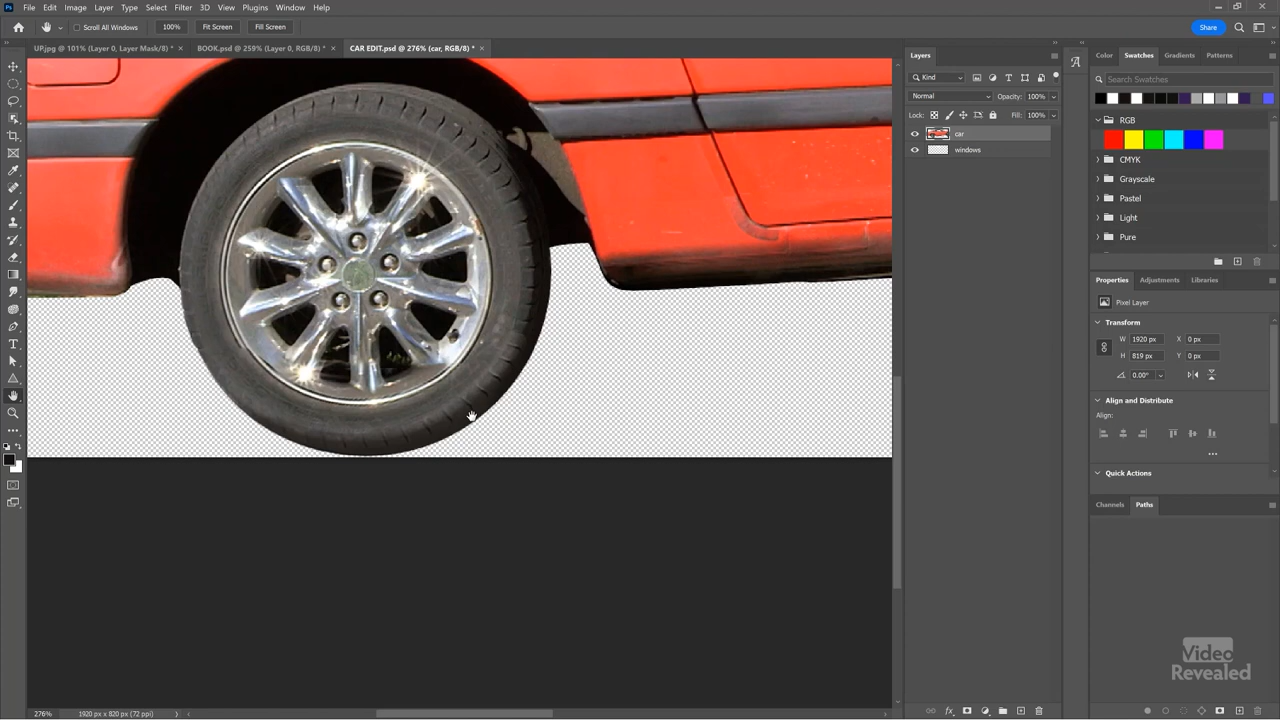 Ps File Edit Image Layer Type Select Filter 3D View Plugins Window Help
Scroll All Windows 100% Fit Screen Fill Screen Share
UP.jpg @ 101% (Layer 0, Layer Mask/8) * × BOOK.psd @ 259% (Layer 0, RGB/8) * × CAR EDIT.psd @ 276% (car, RGB/8) * ×
Layers
Kind
Normal Opacity: 100%
Lock: Fill: 100%
car
windows
A
Color Swatches Gradients Patterns
Search Swatches
RGB
CMYK
Grayscale
Pastel
Light
Pure
Properties Adjustments Libraries
Pixel Layer
Transform
W 1920 px X 0 px
H 819 px Y 0 px
0.00°
Align and Distribute
Align:
Quick Actions
Channels Paths
Video
Revealed
276% 1920 px x 820 px (72 ppi)
fx